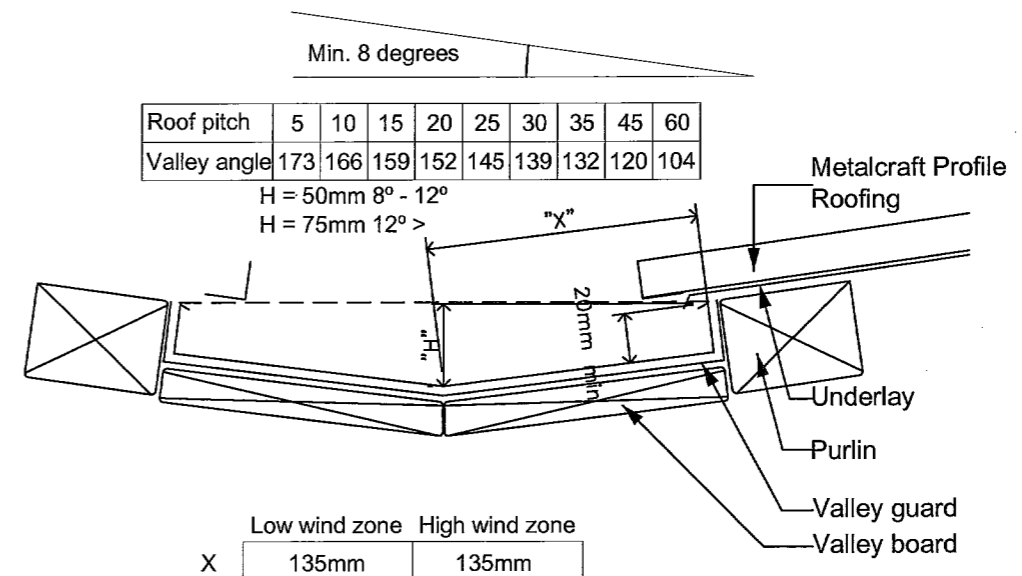 Min. 8 degrees
Roof pitch 5 10 15 20 25 30 35 45 60
Valley angle 173 166 159 152 145 139 132 120 104
H = 50mm 8º - 12º
H = 75mm 12º >
"X"
Metalcraft Profile
Roofing
"H"
20mm min
Underlay
Purlin
Valley guard
Valley board
Low wind zone High wind zone
X 135mm 135mm